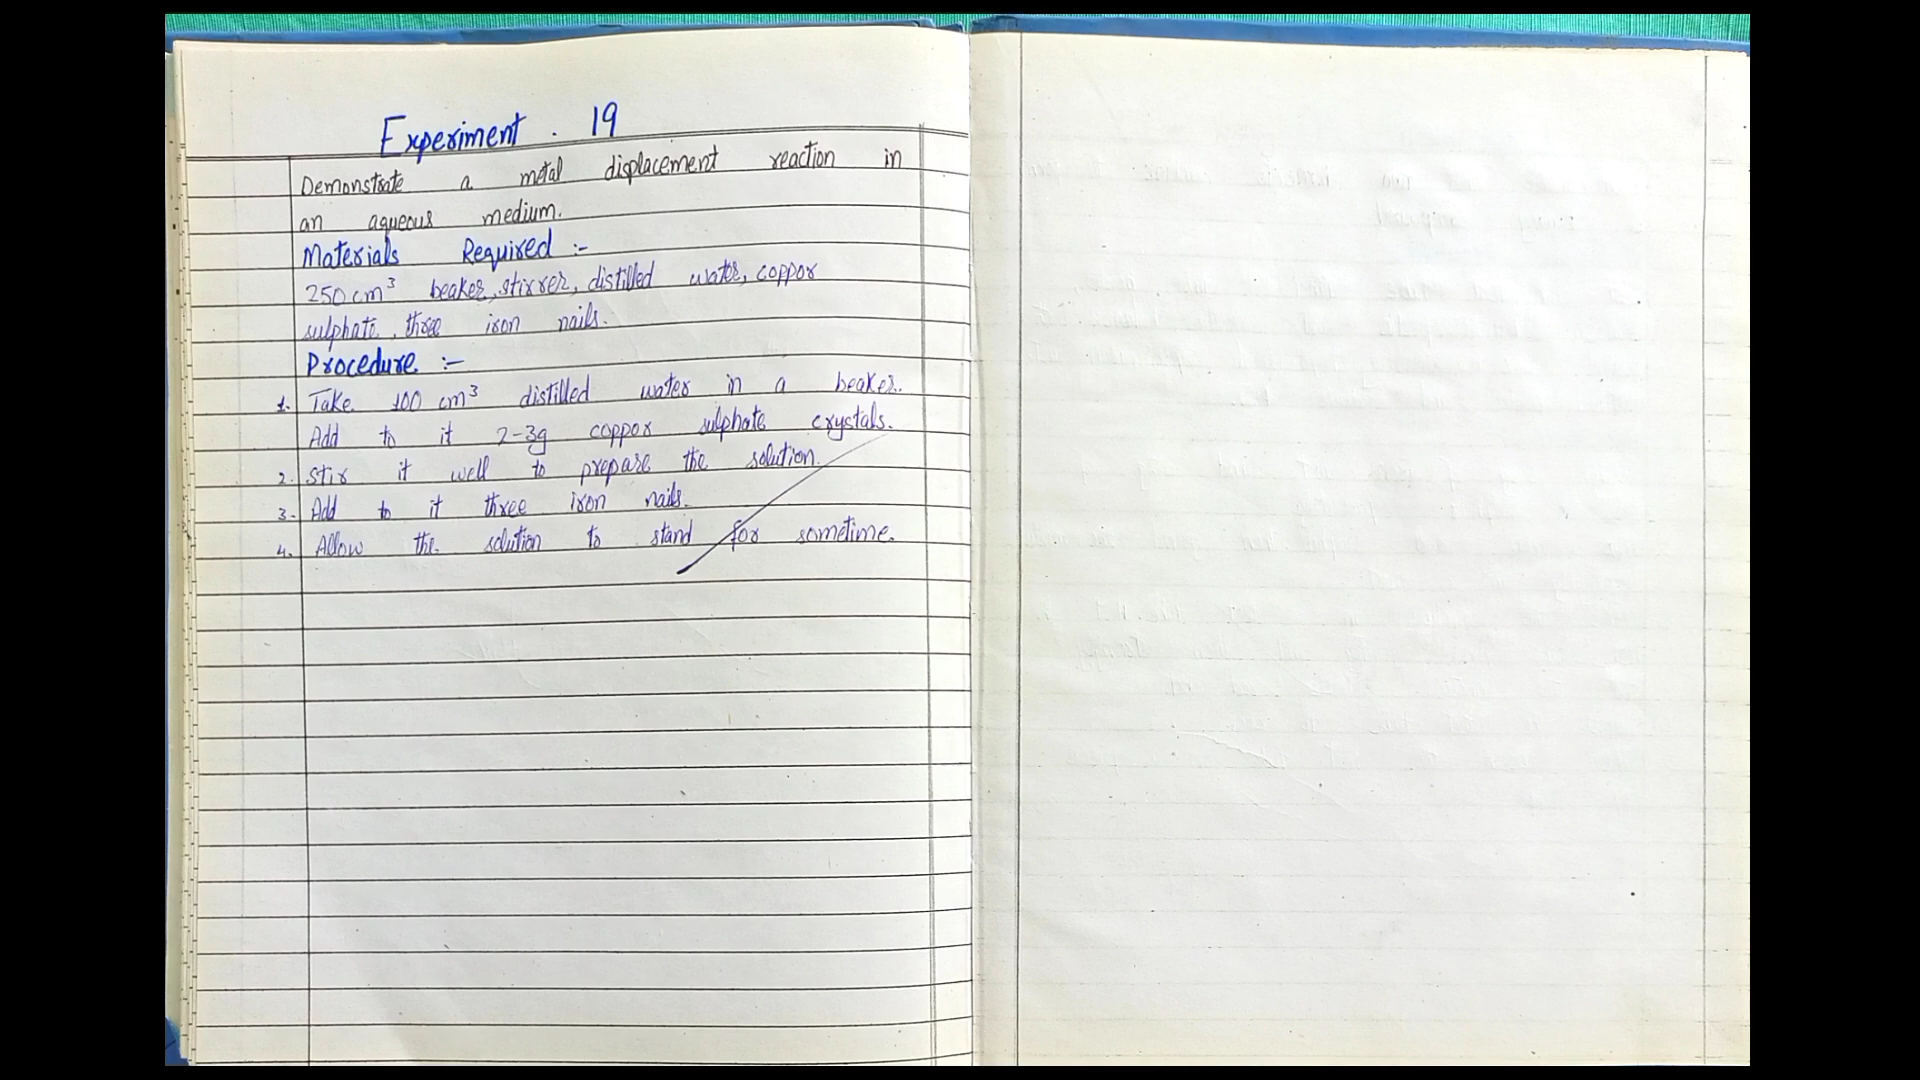 Experiment . 19
Demonstrate a metal displacement reaction in
an aqueous medium.
Materials Required :-
250 cm³ beaker, stirrer, distilled water, coppor
sulphate, three iron nails.
Procedure :-
1. Take 100 cm³ distilled water in a beaker.
Add to it 2-3g coppor sulphate crystals.
2. Stir it well to prepare the solution.
3. Add to it three iron nails.
4. Allow the solution to stand for sometime.